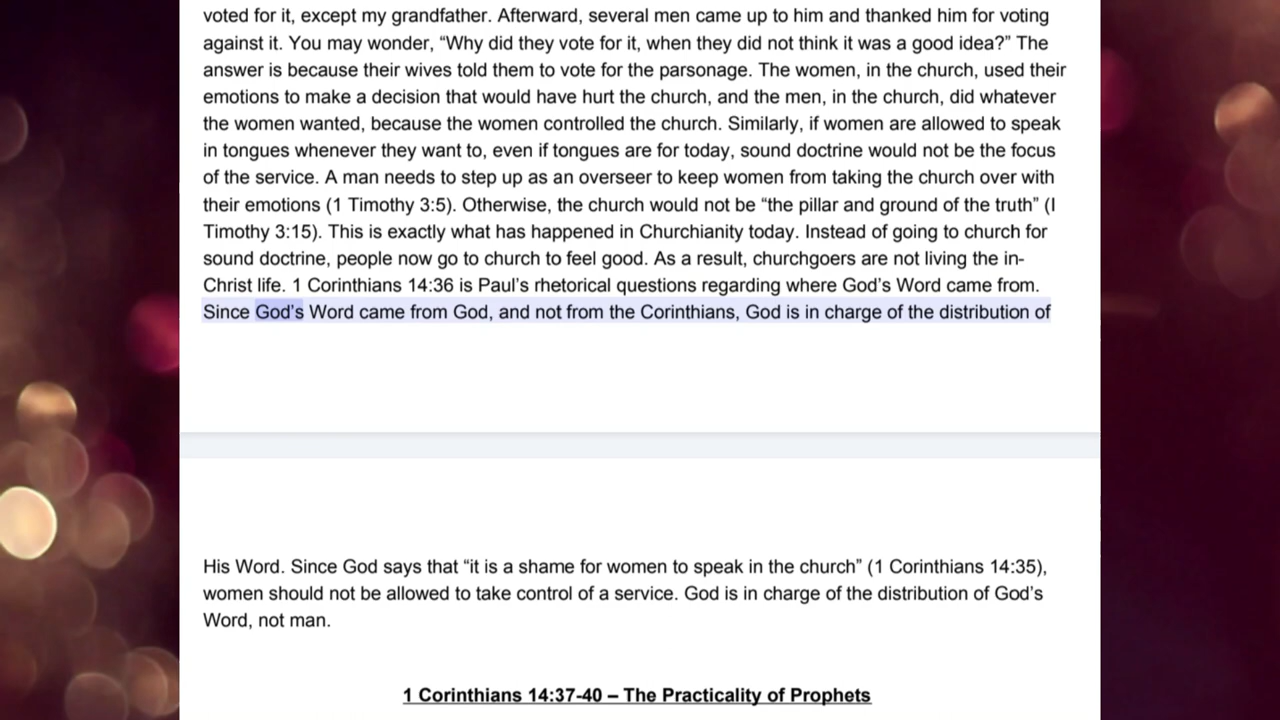 voted for it, except my grandfather. Afterward, several men came up to him and thanked him for voting
against it. You may wonder, “Why did they vote for it, when they did not think it was a good idea?” The
answer is because their wives told them to vote for the parsonage. The women, in the church, used their
emotions to make a decision that would have hurt the church, and the men, in the church, did whatever
the women wanted, because the women controlled the church. Similarly, if women are allowed to speak
in tongues whenever they want to, even if tongues are for today, sound doctrine would not be the focus
of the service. A man needs to step up as an overseer to keep women from taking the church over with
their emotions (1 Timothy 3:5). Otherwise, the church would not be “the pillar and ground of the truth” (I
Timothy 3:15). This is exactly what has happened in Churchianity today. Instead of going to church for
sound doctrine, people now go to church to feel good. As a result, churchgoers are not living the in-
Christ life. 1 Corinthians 14:36 is Paul’s rhetorical questions regarding where God’s Word came from.
Since God’s Word came from God, and not from the Corinthians, God is in charge of the distribution of
His Word. Since God says that “it is a shame for women to speak in the church” (1 Corinthians 14:35),
women should not be allowed to take control of a service. God is in charge of the distribution of God’s
Word, not man.
1 Corinthians 14:37-40 – The Practicality of Prophets